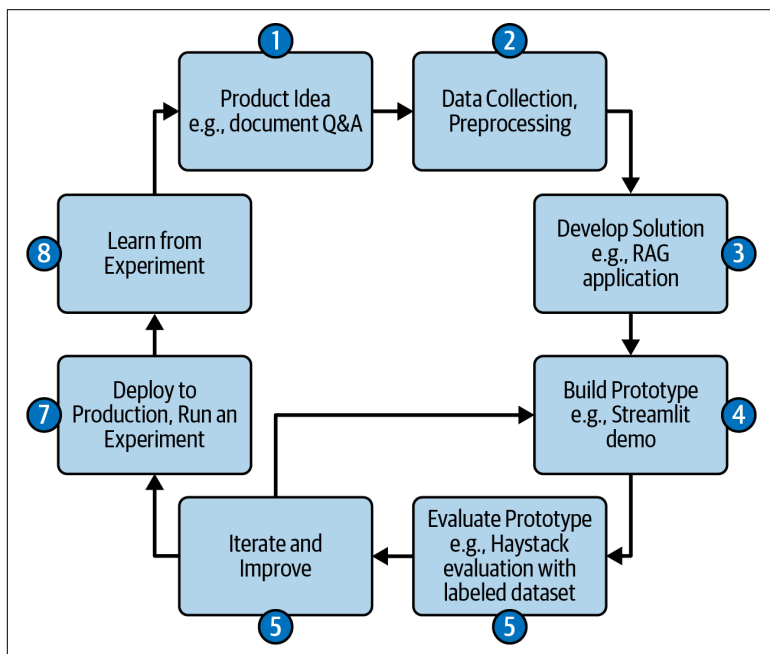 1
Product Idea
e.g., document Q&A
2
Data Collection,
Preprocessing
3
Develop Solution
e.g., RAG
application
4
Build Prototype
e.g., Streamlit
demo
5
Evaluate Prototype
e.g., Haystack
evaluation with
labeled dataset
5
Iterate and
Improve
7
Deploy to
Production, Run an
Experiment
8
Learn from
Experiment